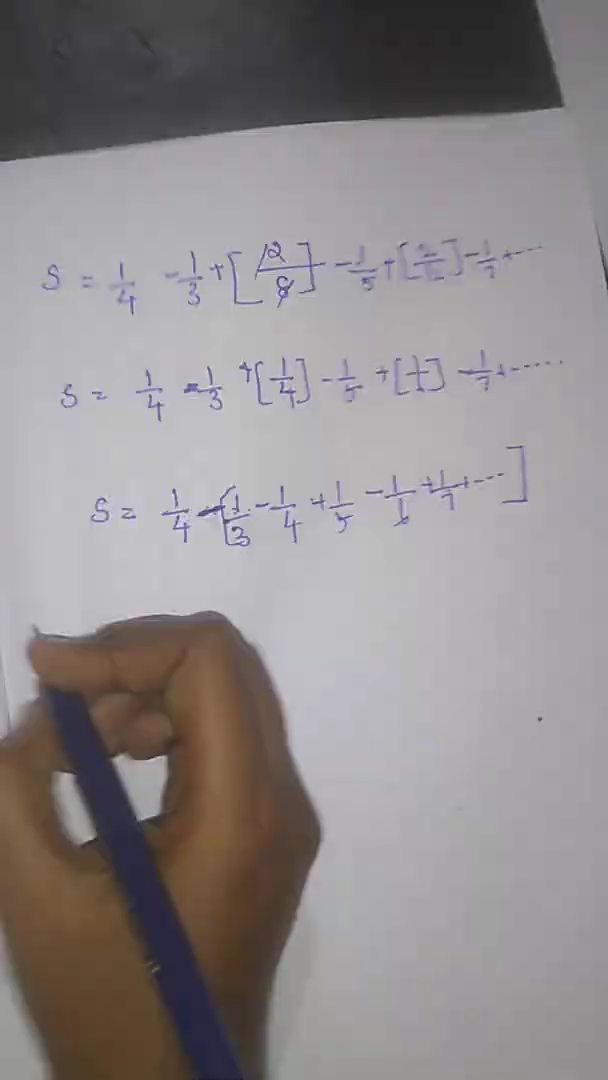 S = 1/4 - 1/3 + [2/8] - 1/5 + [2/12] - 1/7 + ...
S = 1/4 - 1/3 + [1/4] - 1/5 + [1/6] - 1/7 + .....
S = 1/4 - [1/3 - 1/4 + 1/5 - 1/6 + 1/7 + ...]